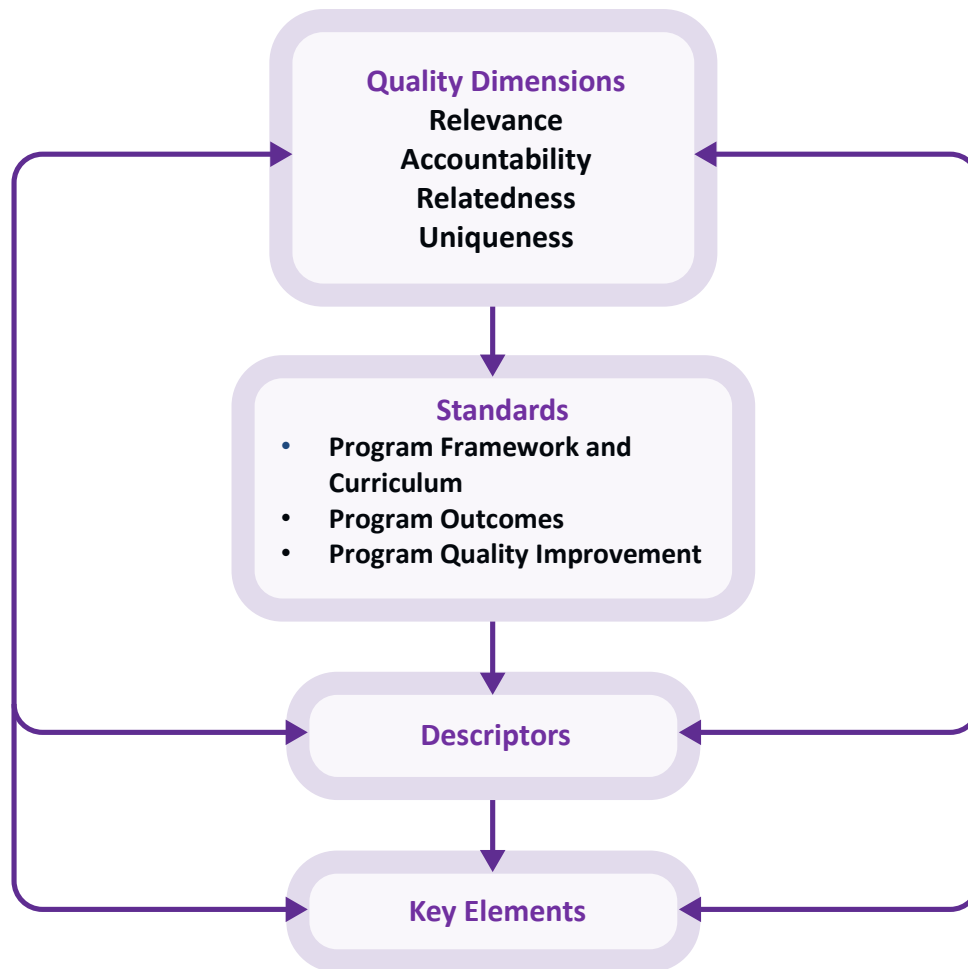 Quality Dimensions
Relevance
Accountability
Relatedness
Uniqueness
Standards
• Program Framework and
Curriculum
• Program Outcomes
• Program Quality Improvement
Descriptors
Key Elements